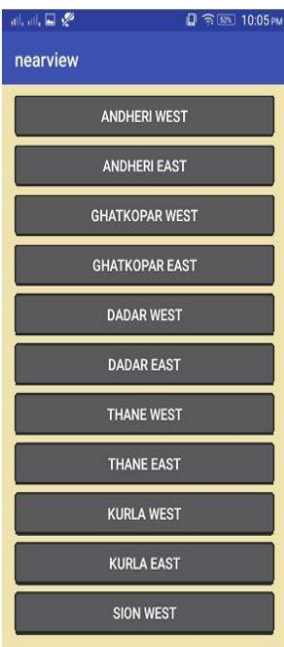 52% 10:05 PM
nearview
ANDHERI WEST
ANDHERI EAST
GHATKOPAR WEST
GHATKOPAR EAST
DADAR WEST
DADAR EAST
THANE WEST
THANE EAST
KURLA WEST
KURLA EAST
SION WEST